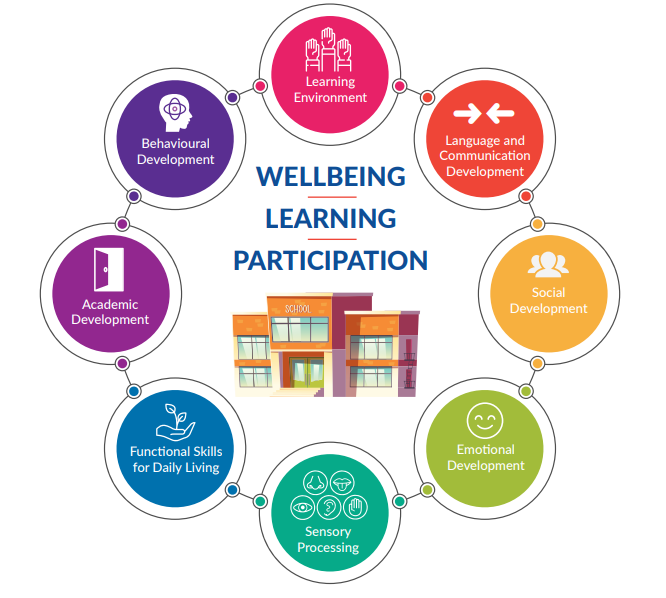 Learning
Environment
Language and
Communication
Development
Social
Development
Emotional
Development
Sensory
Processing
Functional Skills
for Daily Living
Academic
Development
Behavioural
Development
WELLBEING
LEARNING
PARTICIPATION
SCHOOL